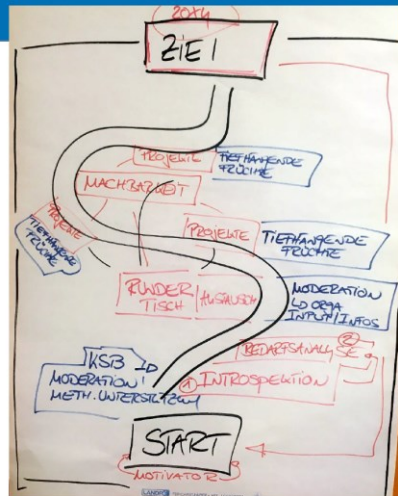 ZIEL
PROJEKTE
TIEFHÄNGENDE
FRÜCHTE
MACHBARKEIT
PROJEKTE
TIEFHÄNGENDE
FRÜCHTE
PROJEKTE
TIEFHÄNGENDE
FRÜCHTE
RUNDER
TISCH
/AUSTAUSCH
MODERATION
ORGA
INPUT/INFOS
BEDARFSANALYSE
②
KSB
MODERATION/
METH. UNTERSTÜTZUNG
① INTROSPEKTION
START
MOTIVATOR